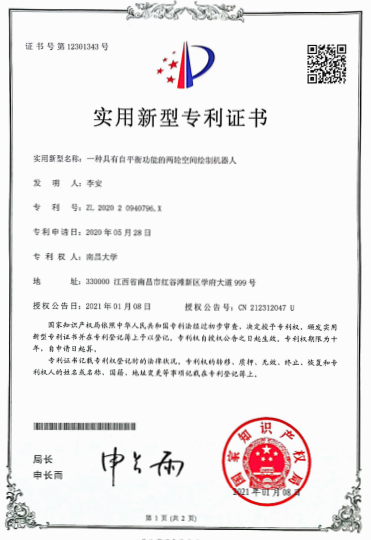 证书号第12301343号
实用新型专利证书
实用新型名称：一种具有自平衡功能的两轮空间绘制机器人
发 明 人：李安
专 利 号：ZL 2020 2 0940796.X
专利申请日：2020年05月28日
专 利 权 人：南昌大学
地 址：330000 江西省南昌市红谷滩新区学府大道999号
授权公告日：2021年01月08日 授权公告号：CN 212312047 U
国家知识产权局依照中华人民共和国专利法经过初步审查，决定授予专利权，颁发实用
新型专利证书并在专利登记簿上予以登记。专利权自授权公告之日起生效。专利权期限为十
年，自申请日起算。
专利证书记载专利权登记时的法律状况。专利权的转移、质押、无效、终止、恢复和专
利权人的姓名或名称、国籍、地址变更等事项记载在专利登记簿上。
局长
申长雨
申长雨
国家知识产权局
2021年01月08日
第 1 页 (共 2 页)